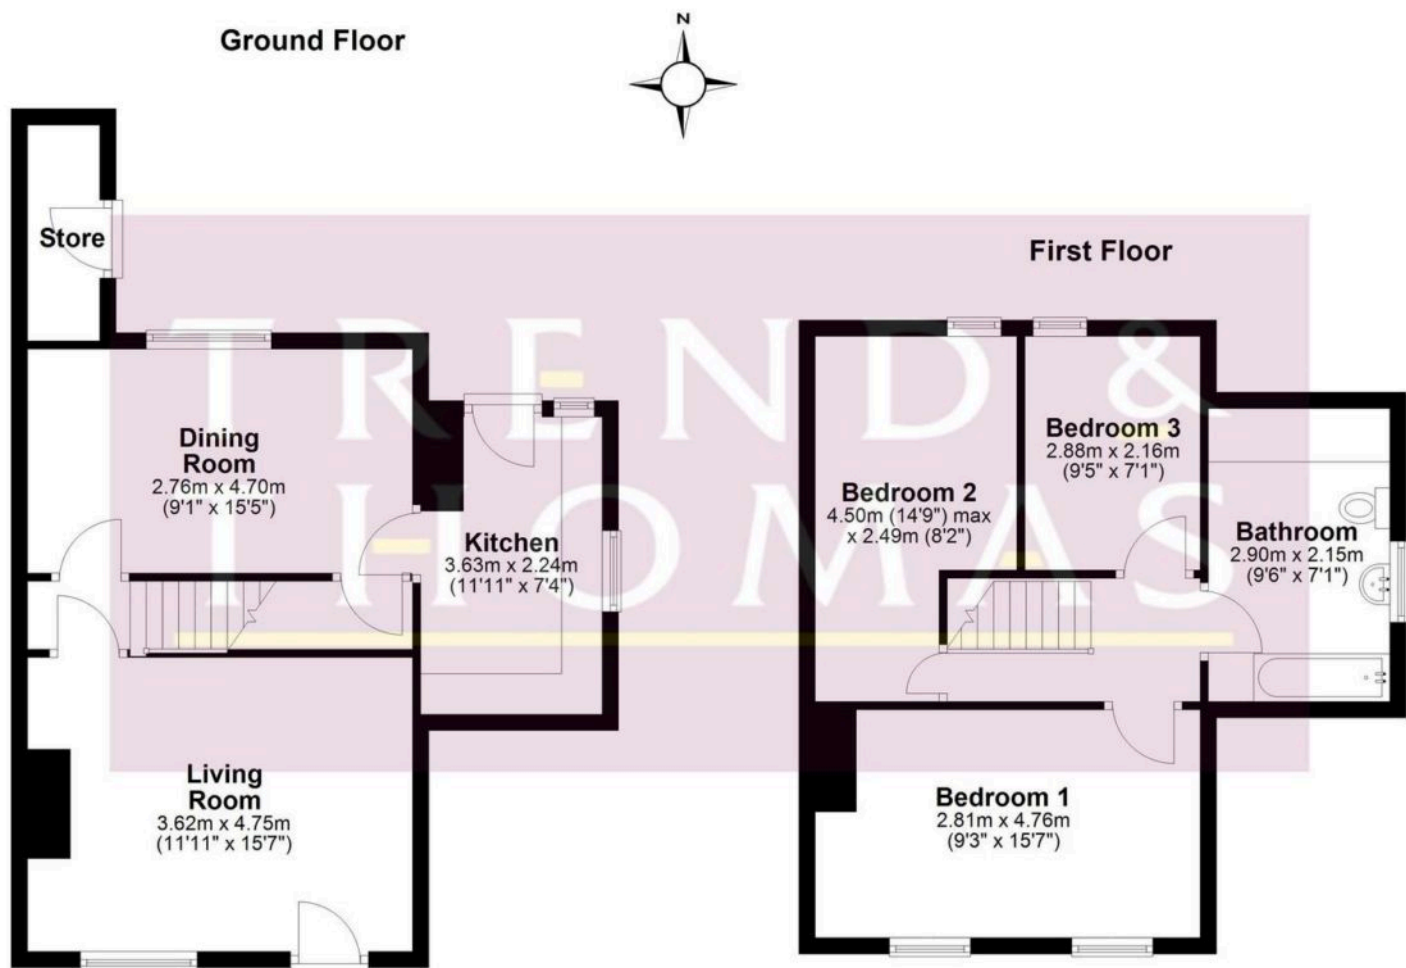 N
Ground Floor
Store
First Floor
TREND &
THOMAS
Dining
Room
2.76m x 4.70m
(9'1" x 15'5")
Kitchen
3.63m x 2.24m
(11'11" x 7'4")
Living
Room
3.62m x 4.75m
(11'11" x 15'7")
Bedroom 3
2.88m x 2.16m
(9'5" x 7'1")
Bedroom 2
4.50m (14'9") max
x 2.49m (8'2")
Bathroom
2.90m x 2.15m
(9'6" x 7'1")
Bedroom 1
2.81m x 4.76m
(9'3" x 15'7")